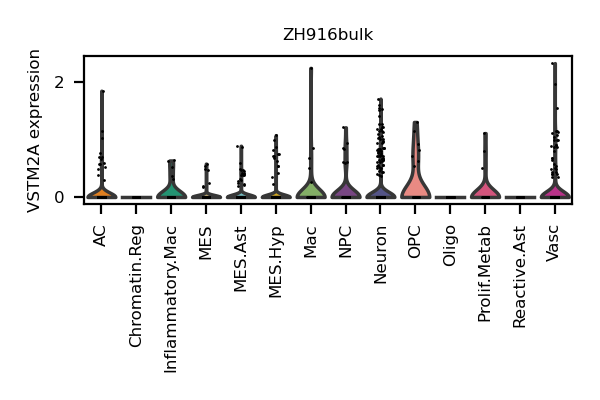 ZH916bulk
VSTM2A expression
2
0
AC
Chromatin.Reg
Inflammatory.Mac
MES
MES.Ast
MES.Hyp
Mac
NPC
Neuron
OPC
Oligo
Prolif.Metab
Reactive.Ast
Vasc